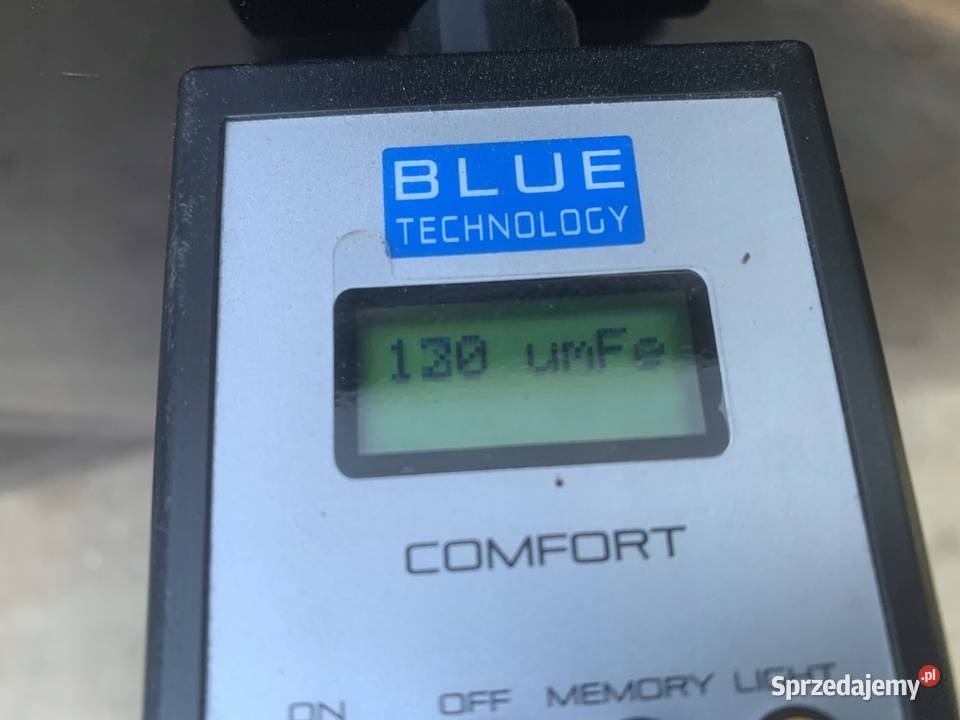 BLUE
TECHNOLOGY
130 umFe
COMFORT
ON OFF MEMORY LIGHT
Sprzedajemy.pl